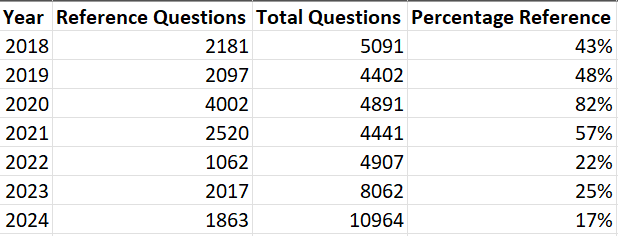 Year Reference Questions Total Questions Percentage Reference
2018 2181 5091 43%
2019 2097 4402 48%
2020 4002 4891 82%
2021 2520 4441 57%
2022 1062 4907 22%
2023 2017 8062 25%
2024 1863 10964 17%